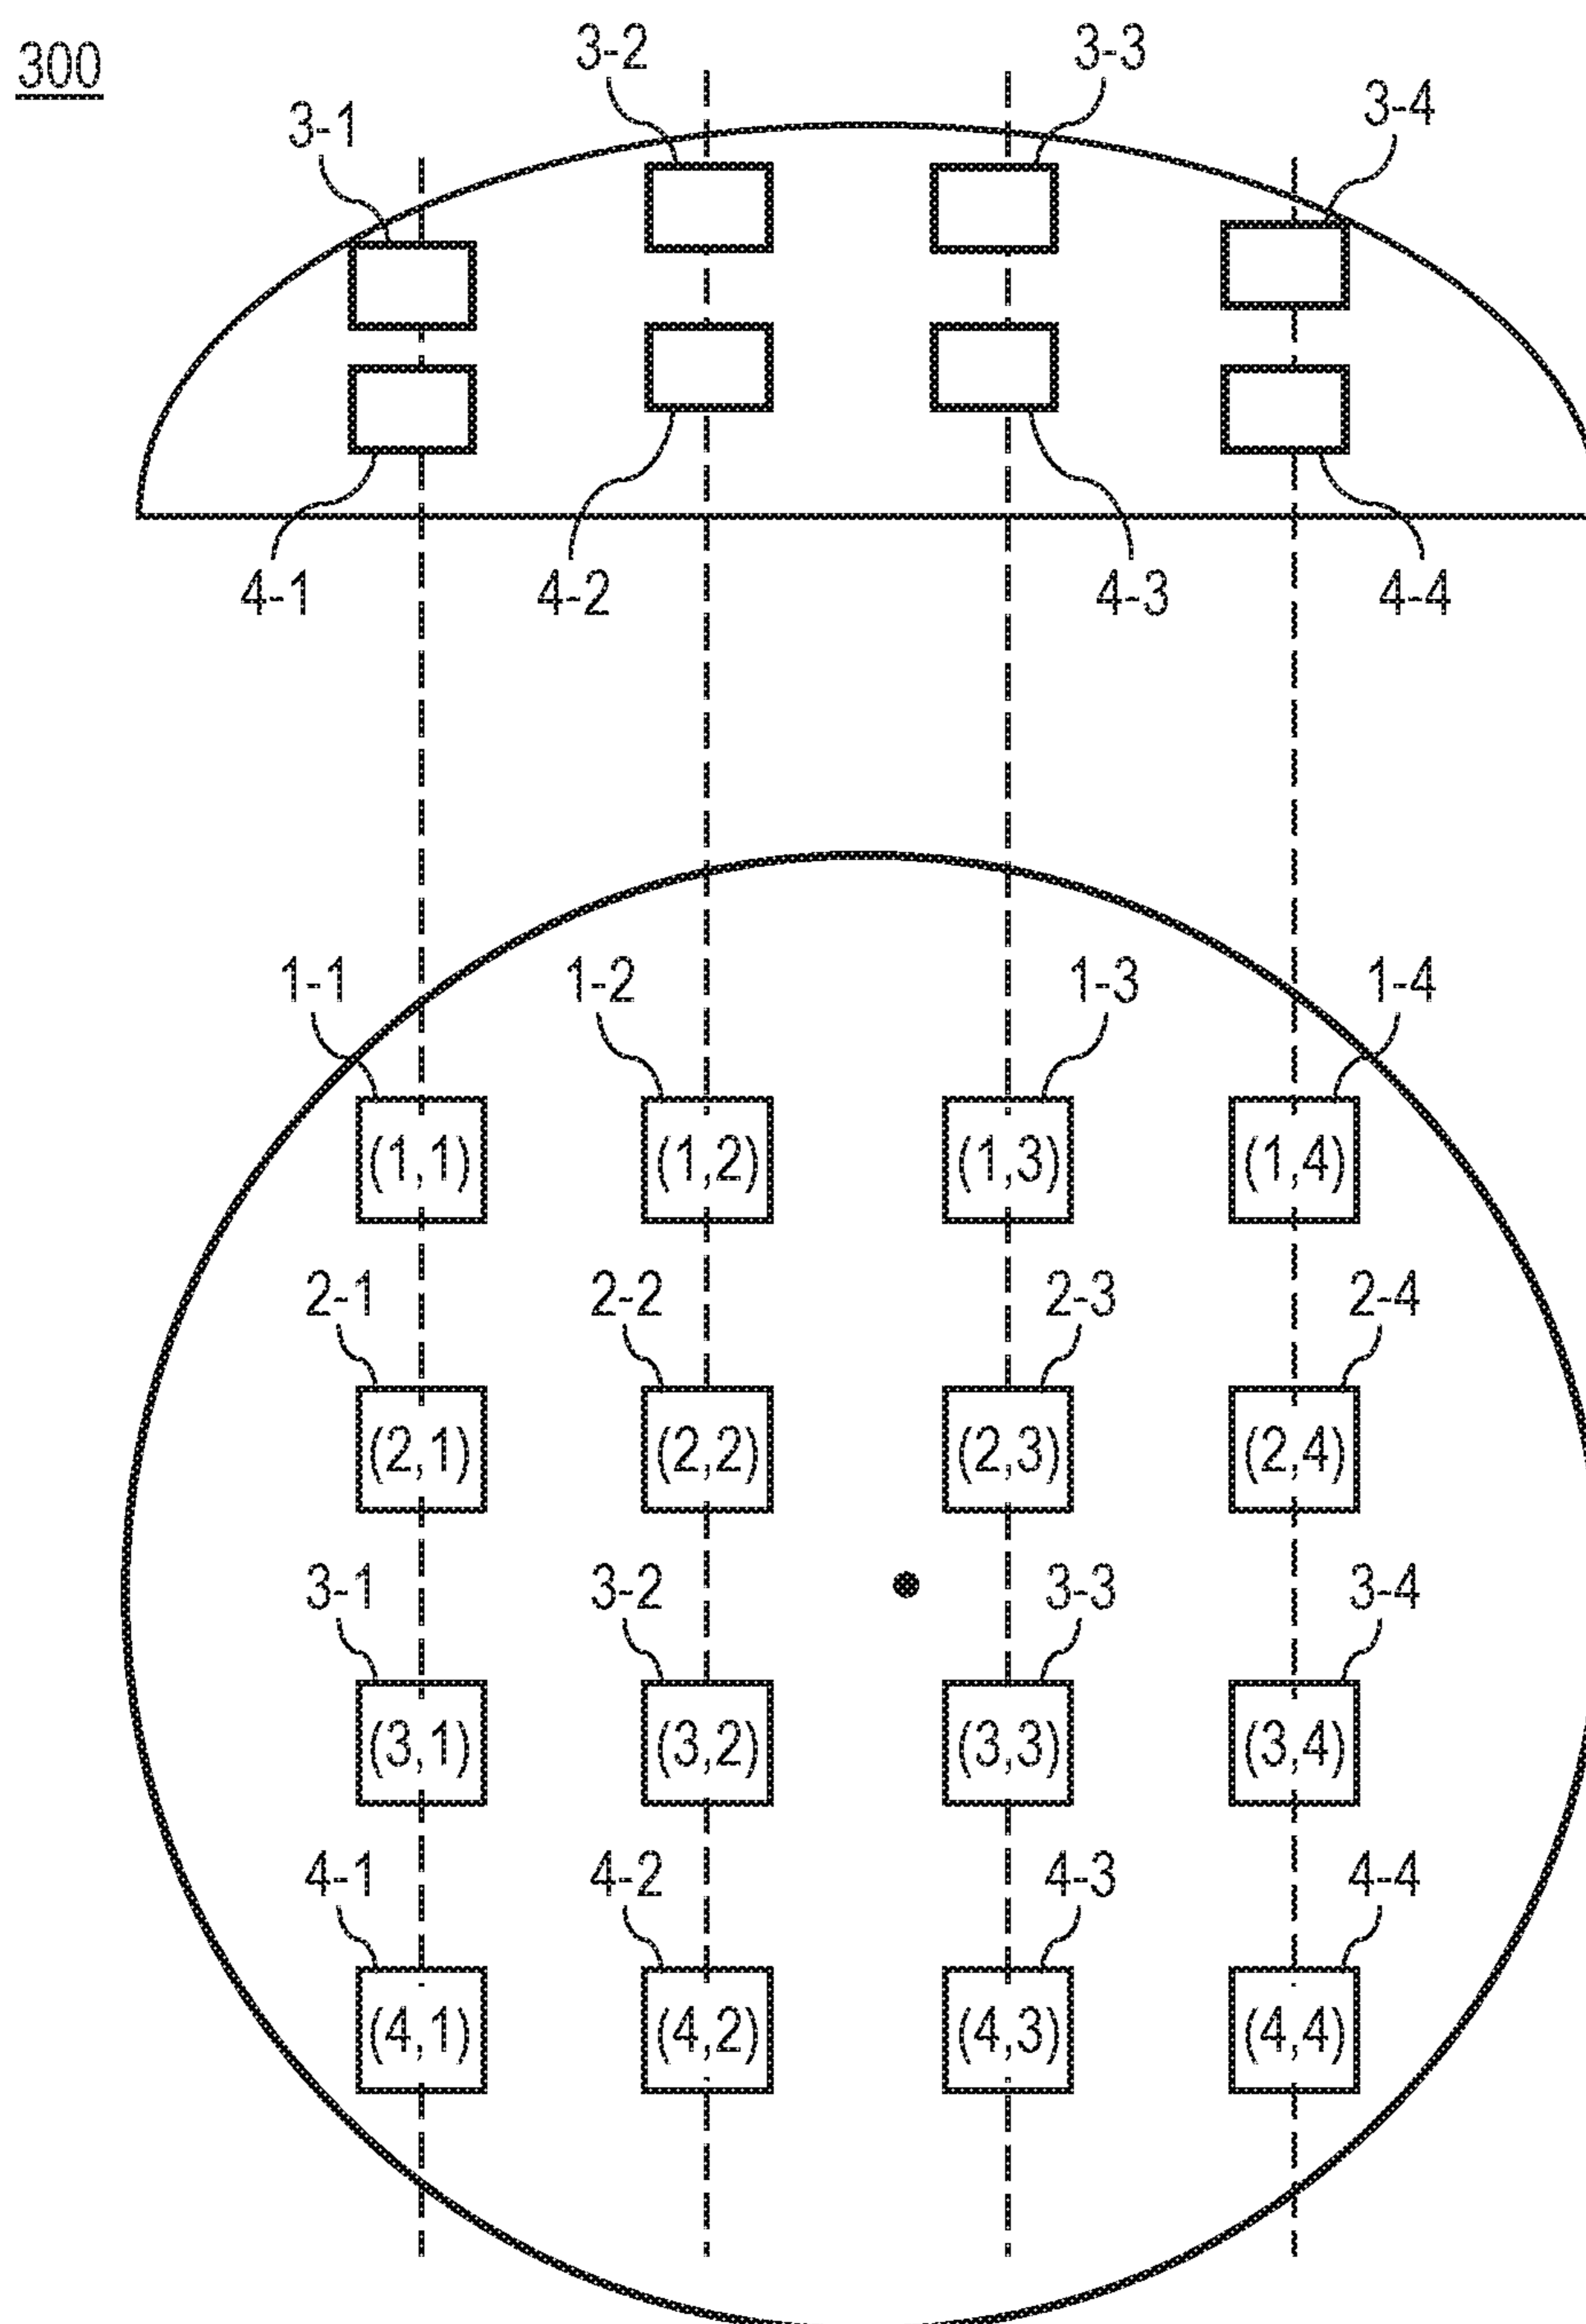 300
3-1 3-2 3-3 3-4
4-1 4-2 4-3 4-4
1-1 1-2 1-3 1-4
(1,1) (1,2) (1,3) (1,4)
2-1 2-2 2-3 2-4
(2,1) (2,2) (2,3) (2,4)
3-1 3-2 3-3 3-4
(3,1) (3,2) (3,3) (3,4)
4-1 4-2 4-3 4-4
(4,1) (4,2) (4,3) (4,4)